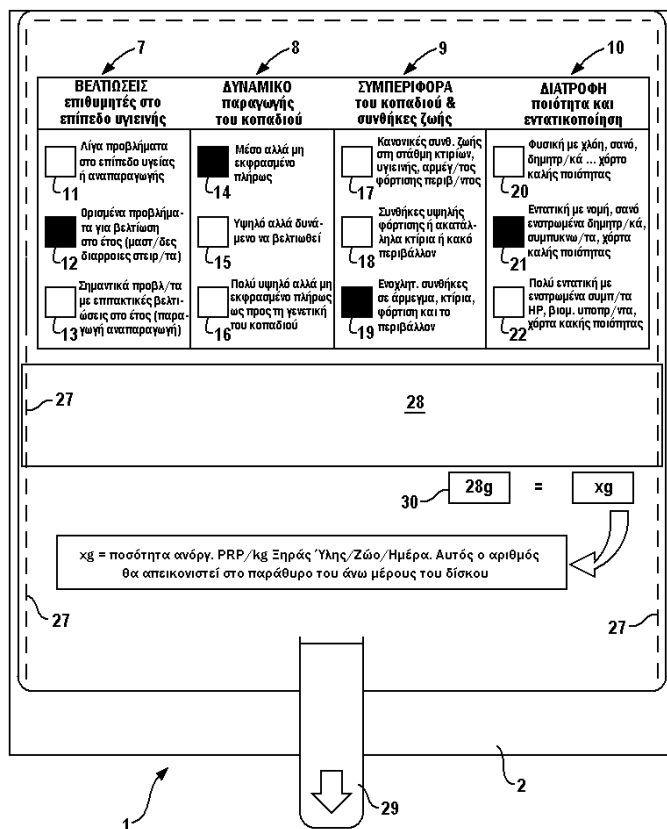 7
8
9
10
ΒΕΛΤΙΩΣΕΙΣ
επιθυμητές στο
επίπεδο υγιεινής
ΔΥΝΑΜΙΚΟ
παραγωγής
του κοπαδιού
ΣΥΜΠΕΡΙΦΟΡΑ
του κοπαδιού &
συνθήκες ζωής
ΔΙΑΤΡΟΦΗ
ποιότητα και
εντατικοποίηση
Λίγα προβλήματα
στο επίπεδο υγείας
ή αναπαραγωγής
11
Μέσο αλλά μη
εκφρασμένο
πλήρως
14
Κανονικές συνθ. ζωής
στη στάθμη κτιρίων,
υγιεινής, αρμέγ/τος
φόρτισης περιβ/ντος
17
Φυσική με χλόη, σανό,
δημητρ/κά ... χόρτο
καλής ποιότητας
20
Ορισμένα προβλήμα-
τα για βελτίωση
στο έτος (μαστ/δες
διαρροιες στειρ/τα)
12
Υψηλό αλλά δυνά-
μενο να βελτιωθεί
15
Συνθήκες υψηλής
φόρτισης ή ακατάλ-
ληλα κτίρια ή κακό
περιβάλλον
18
Εντατική με νομή, σανό
ενστρωμένα δημητρ/κά,
συμπυκνω/τα, χόρτα
καλής ποιότητας
21
Σημαντικά προβλ/τα
με επιτακτικές βελτι-
ώσεις στο έτος (παρα-
γωγή αναπαραγωγή)
13
Πολύ υψηλό αλλά μη
εκφρασμένο πλήρως
ως προς τη γενετική
του κοπαδιού
16
Ενοχλητ. συνθήκες
σε άρμεγμα, κτίρια,
φόρτιση και το
περιβάλλον
19
Πολύ εντατική με
ενστρωμένα συμπ/τα
HP, βιομ. υποπρ/ντα,
χόρτα κακής ποιότητας
22
27
28
30
28g = xg
xg = ποσότητα ανόργ. PRP/kg Ξηράς Ύλης/Ζώο/Ημέρα. Αυτός ο αριθμός
θα απεικονιστεί στο παράθυρο του άνω μέρους του δίσκου
27
27
2
29
1